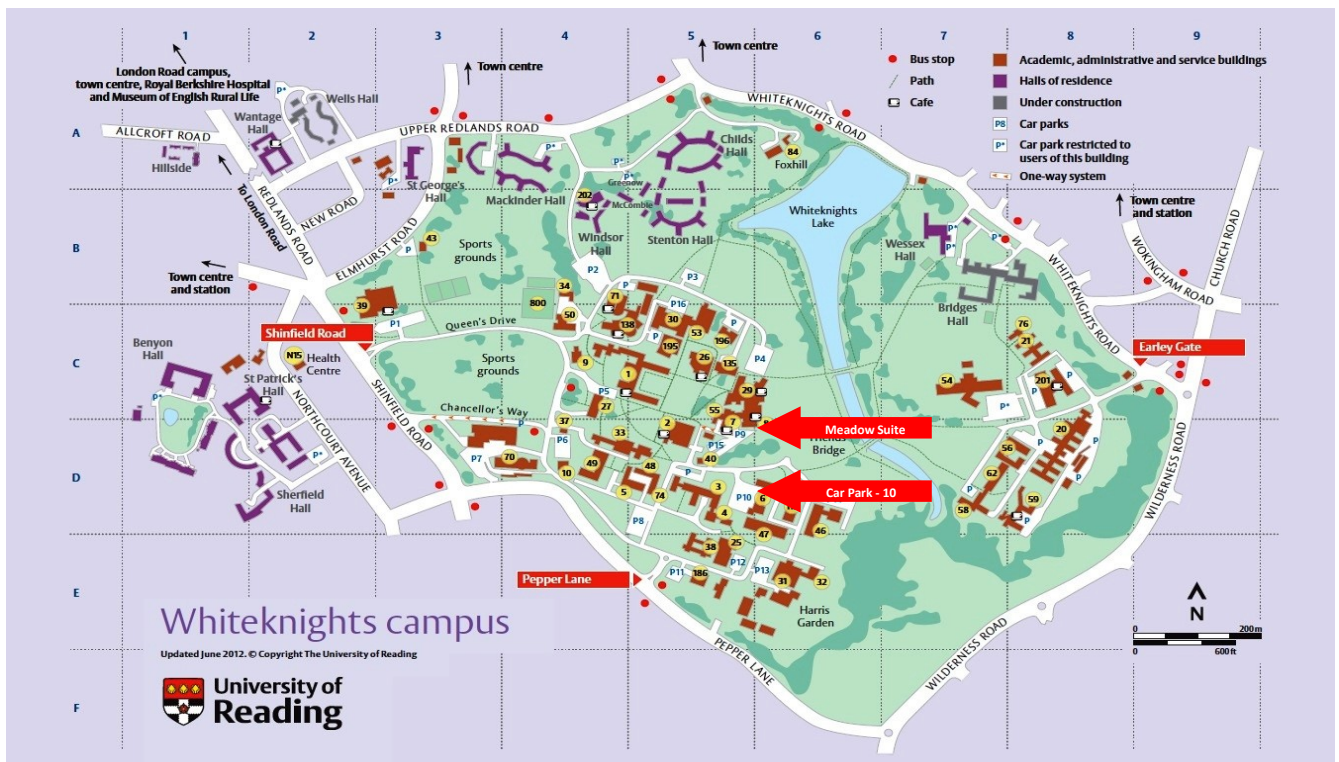 1 2 3 4 5 6 7 8 9
London Road campus,
town centre, Royal Berkshire Hospital
and Museum of English Rural Life
Town centre
Town centre
Bus stop
Path
Cafe
Academic, administrative and service buildings
Halls of residence
Under construction
P8 Car parks
P* Car park restricted to
users of this building
One-way system
A
ALLCROFT ROAD
Wantage
Hall
Wells Hall
P*
Hillside
UPPER REDLANDS ROAD
WHITEKNIGHTS ROAD
St George's
Hall
P*
MacKinder Hall
P*
P*
Childs
Hall
84
Foxhill
To London Road
REDLANDS ROAD
NEW ROAD
ELMHURST ROAD
202
Greenow
McCombie
Windsor
Hall
Stenton Hall
Whiteknights
Lake
Wessex
Hall
P*
P*
P*
Town centre
and station
WOKINGHAM ROAD
CHURCH ROAD
WHITEKNIGHTS ROAD
B
43
P
Sports
grounds
Town centre
and station
39
P1
800
34
50
P2
P3
P
71
138
P16
30
53
P
196
P
195
26
135
P4
Bridges
Hall
76
21
Shinfield Road
Queen's Drive
Earley Gate
C
Benyon
Hall
N15
Health
Centre
St Patrick's
Hall
P*
Sports
grounds
9
1
P5
27
29
55
7
8
54
201
P*
SHINFIELD ROAD
NORTHCOURT AVENUE
Chancellor's Way
P
37
P6
33
2
P9
P15
40
Meadow Suite
Friends
Bridge
20
56
P
P
D
P*
Sherfield
Hall
P7
70
10
49
48
5
74
P
3
4
P10
6
Car Park - 10
46
47
62
58
P
59
P
WILDERNESS ROAD
P8
38
25
P12
P13
P11
186
31
32
Harris
Garden
Pepper Lane
E
PEPPER LANE
WILDERNESS ROAD
N
0 200m
0 600ft
Whiteknights campus
Updated June 2012. © Copyright The University of Reading
University of
Reading
F